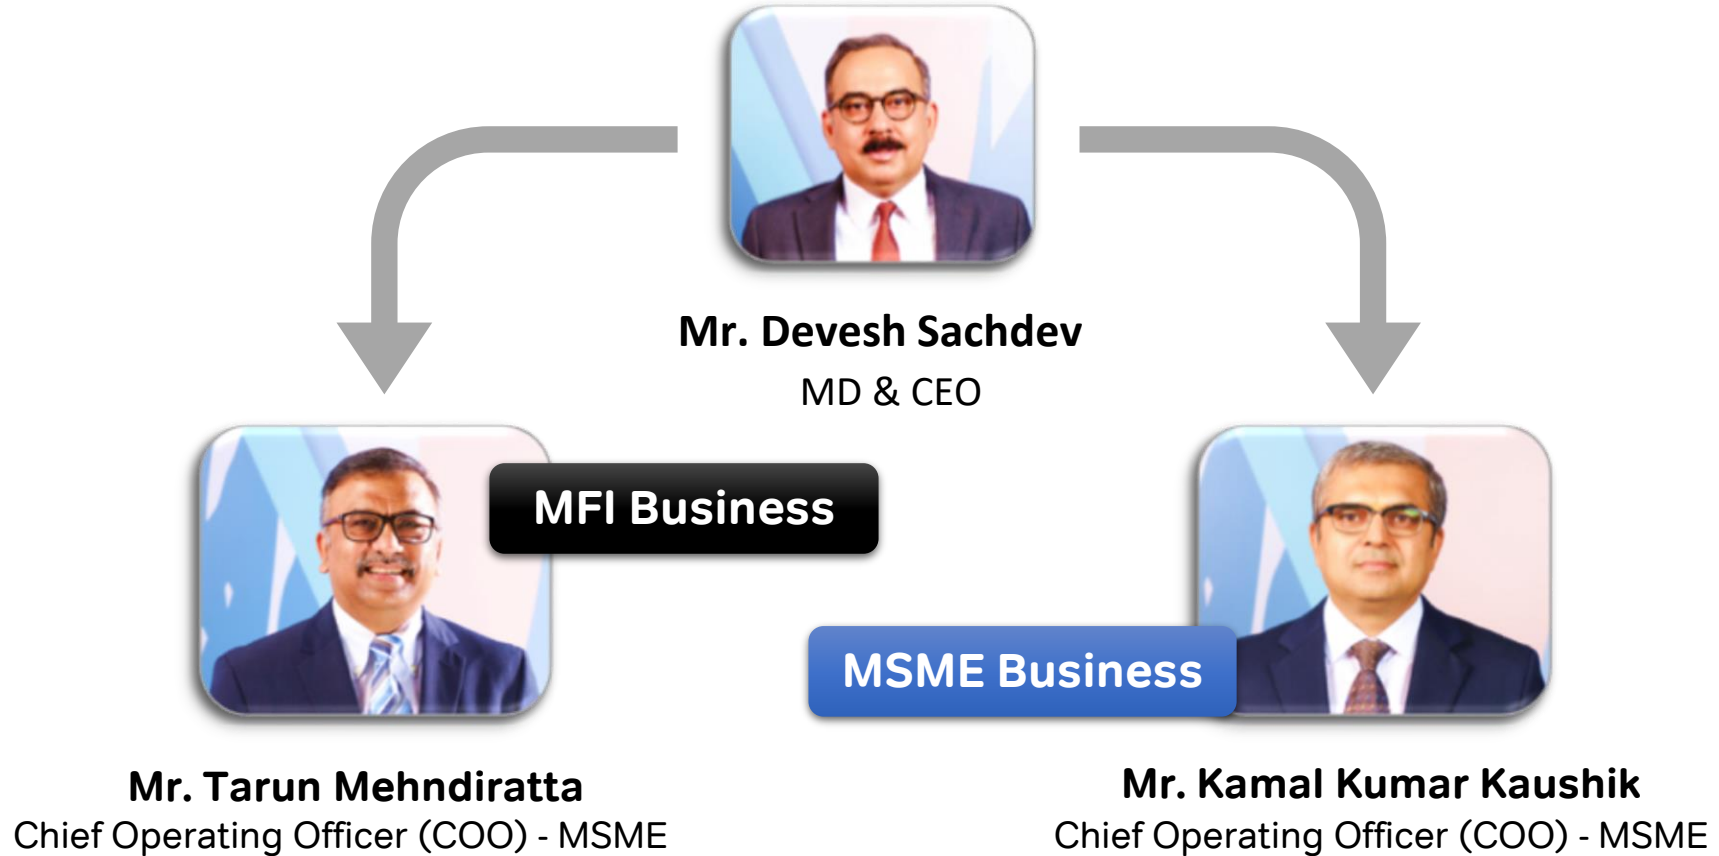 Mr. Devesh Sachdev
MD & CEO
MFI Business
MSME Business
Mr. Tarun Mehndiratta
Chief Operating Officer (COO) - MSME
Mr. Kamal Kumar Kaushik
Chief Operating Officer (COO) - MSME